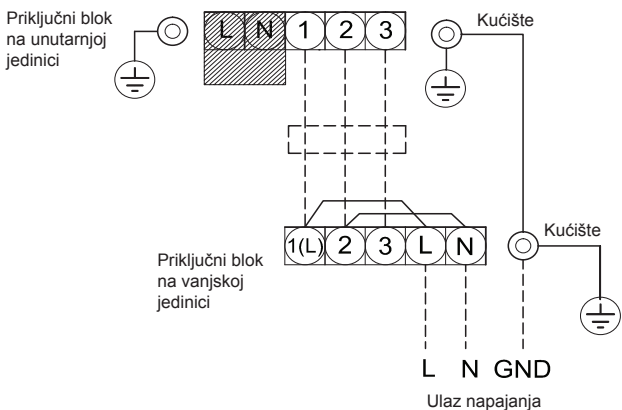 Priključni blok
na unutarnjoj
jedinici
L N 1 2 3
Kućište
1(L) 2 3 L N
Kućište
Priključni blok
na vanjskoj
jedinici
L N GND
Ulaz napajanja